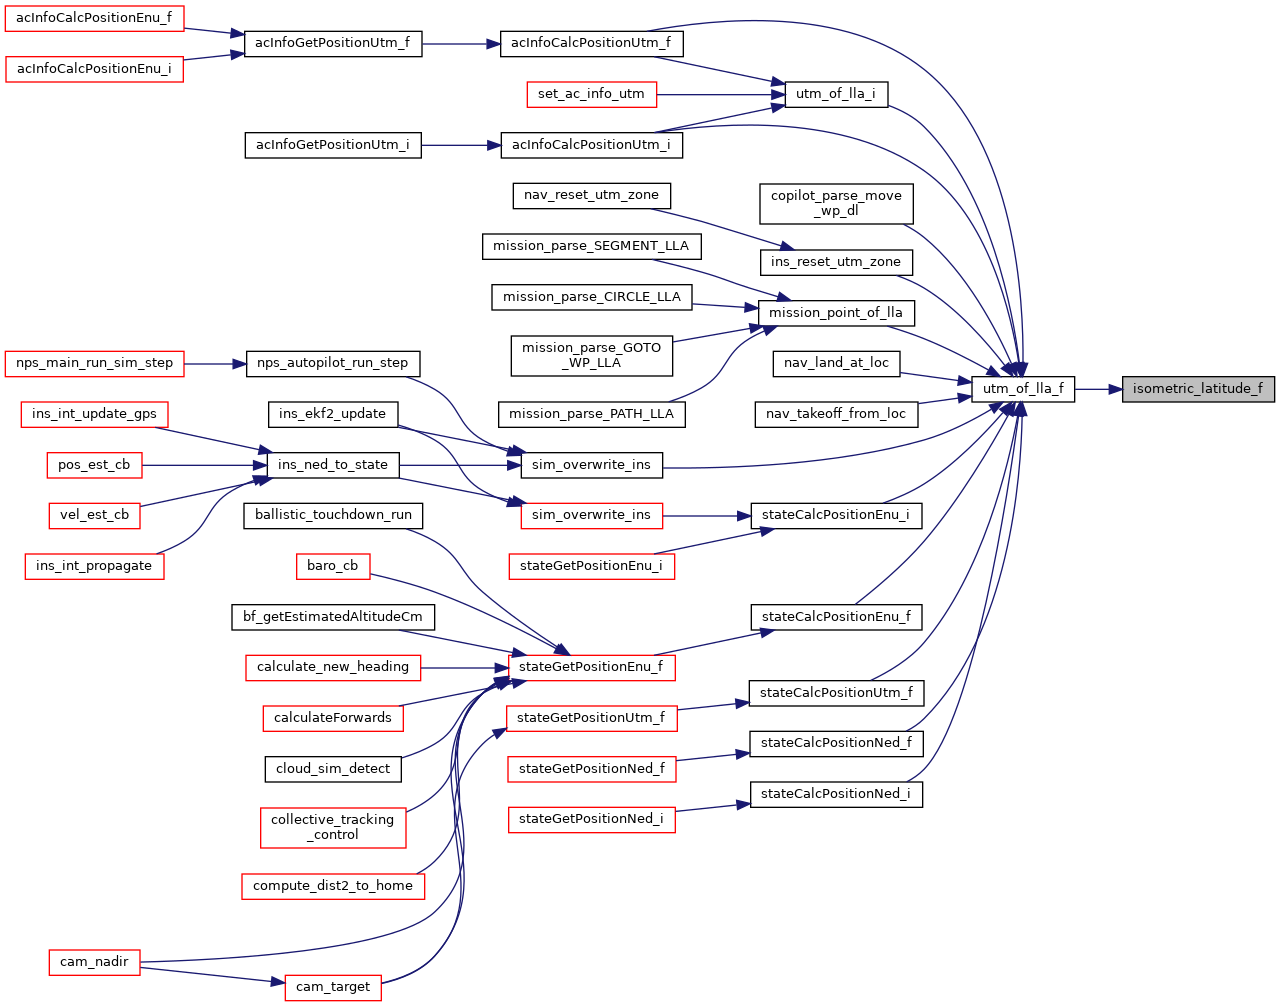 acInfoCalcPositionEnu_f
acInfoCalcPositionEnu_i
acInfoGetPositionUtm_f
acInfoCalcPositionUtm_f
set_ac_info_utm
utm_of_lla_i
acInfoGetPositionUtm_i
acInfoCalcPositionUtm_i
nav_reset_utm_zone
copilot_parse_move
_wp_dl
mission_parse_SEGMENT_LLA
ins_reset_utm_zone
mission_parse_CIRCLE_LLA
mission_point_of_lla
mission_parse_GOTO
_WP_LLA
nps_main_run_sim_step
nps_autopilot_run_step
nav_land_at_loc
utm_of_lla_f
isometric_latitude_f
ins_int_update_gps
ins_ekf2_update
mission_parse_PATH_LLA
nav_takeoff_from_loc
pos_est_cb
ins_ned_to_state
sim_overwrite_ins
vel_est_cb
ballistic_touchdown_run
sim_overwrite_ins
stateCalcPositionEnu_i
ins_int_propagate
baro_cb
stateGetPositionEnu_i
bf_getEstimatedAltitudeCm
stateCalcPositionEnu_f
calculate_new_heading
stateGetPositionEnu_f
stateCalcPositionUtm_f
calculateForwards
stateGetPositionUtm_f
stateCalcPositionNed_f
cloud_sim_detect
stateGetPositionNed_f
stateCalcPositionNed_i
collective_tracking
_control
stateGetPositionNed_i
compute_dist2_to_home
cam_nadir
cam_target